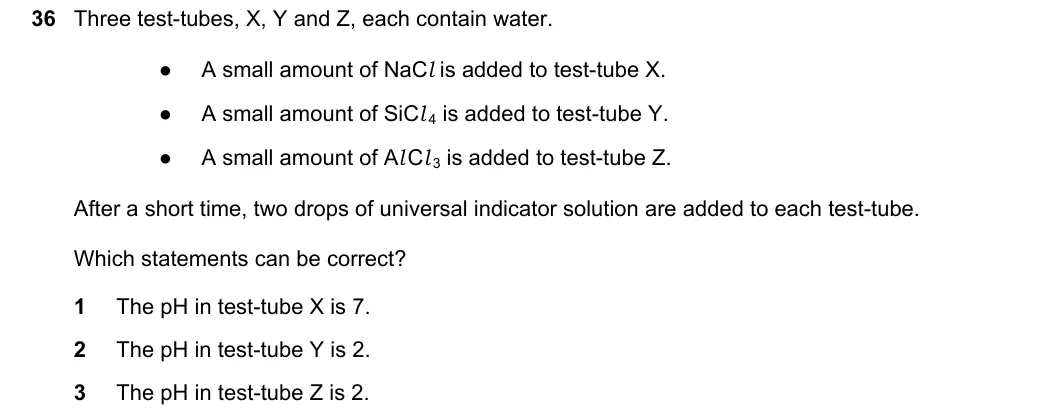 36 Three test-tubes, X, Y and Z, each contain water.
● A small amount of NaCl is added to test-tube X.
● A small amount of SiCl₄ is added to test-tube Y.
● A small amount of AlCl₃ is added to test-tube Z.
After a short time, two drops of universal indicator solution are added to each test-tube.
Which statements can be correct?
1 The pH in test-tube X is 7.
2 The pH in test-tube Y is 2.
3 The pH in test-tube Z is 2.